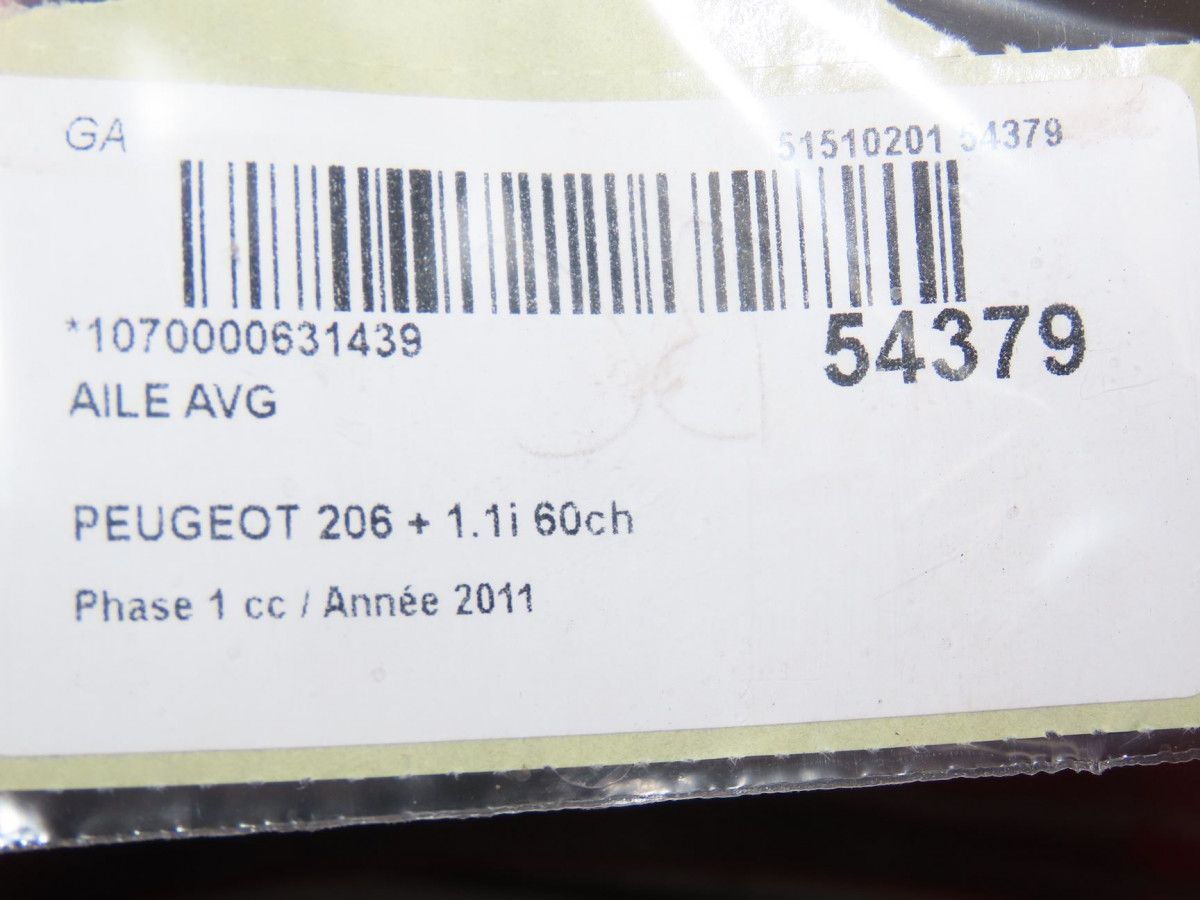 GA
51510201 54379
*1070000631439
54379
AILE AVG
PEUGEOT 206 + 1.1i 60ch
Phase 1 cc / Année 2011